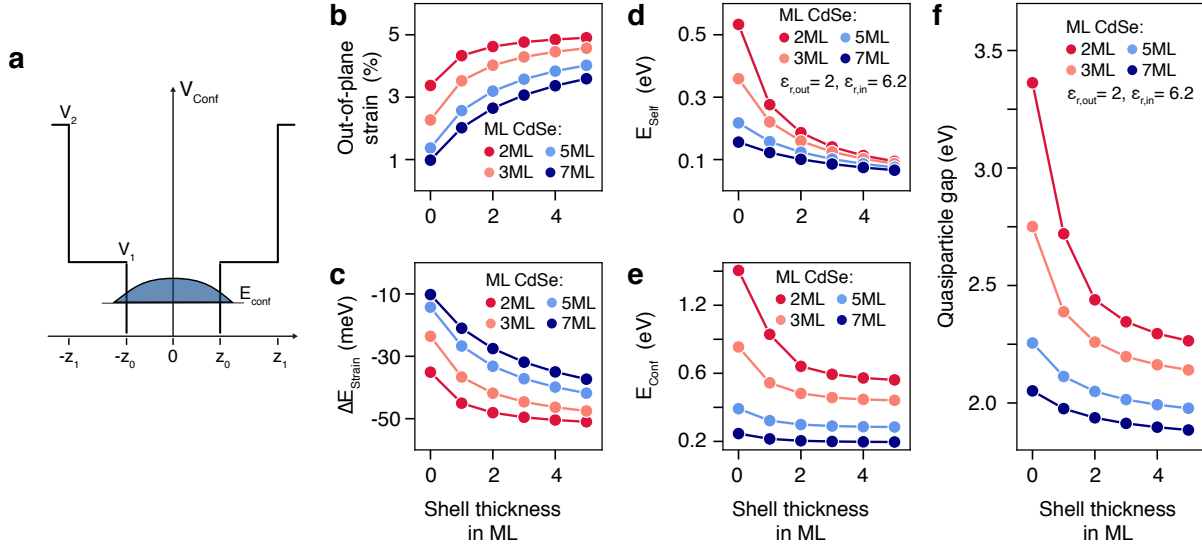 a
V_Conf
V_2
V_1
E_conf
-z_1
-z_0
0
z_0
z_1
b
Out-of-plane
strain (%)
5
3
1
ML CdSe:
2ML
5ML
3ML
7ML
0
2
4
c
ΔE_Strain (meV)
-10
-30
-50
ML CdSe:
2ML
5ML
3ML
7ML
0
2
4
Shell thickness
in ML
d
E_Self (eV)
0.5
0.3
0.1
ML CdSe:
2ML
5ML
3ML
7ML
ε_r,out= 2, ε_r,in= 6.2
0
2
4
e
E_Conf (eV)
1.2
0.6
0.2
ML CdSe:
2ML
5ML
3ML
7ML
0
2
4
Shell thickness
in ML
f
Quasiparticle gap (eV)
3.5
3.0
2.5
2.0
ML CdSe:
2ML
5ML
3ML
7ML
ε_r,out= 2, ε_r,in= 6.2
0
2
4
Shell thickness
in ML